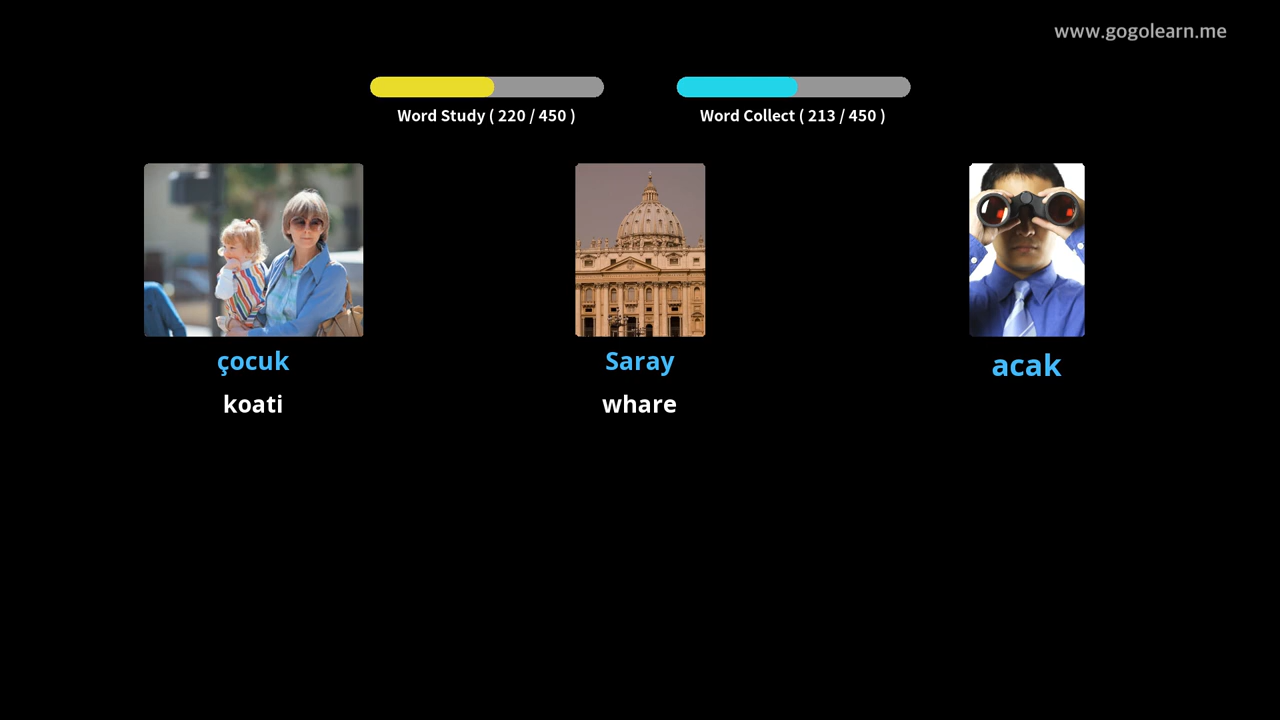 www.gogolearn.me
Word Study ( 220 / 450 )
Word Collect ( 213 / 450 )
çocuk
Saray
acak
koati
whare